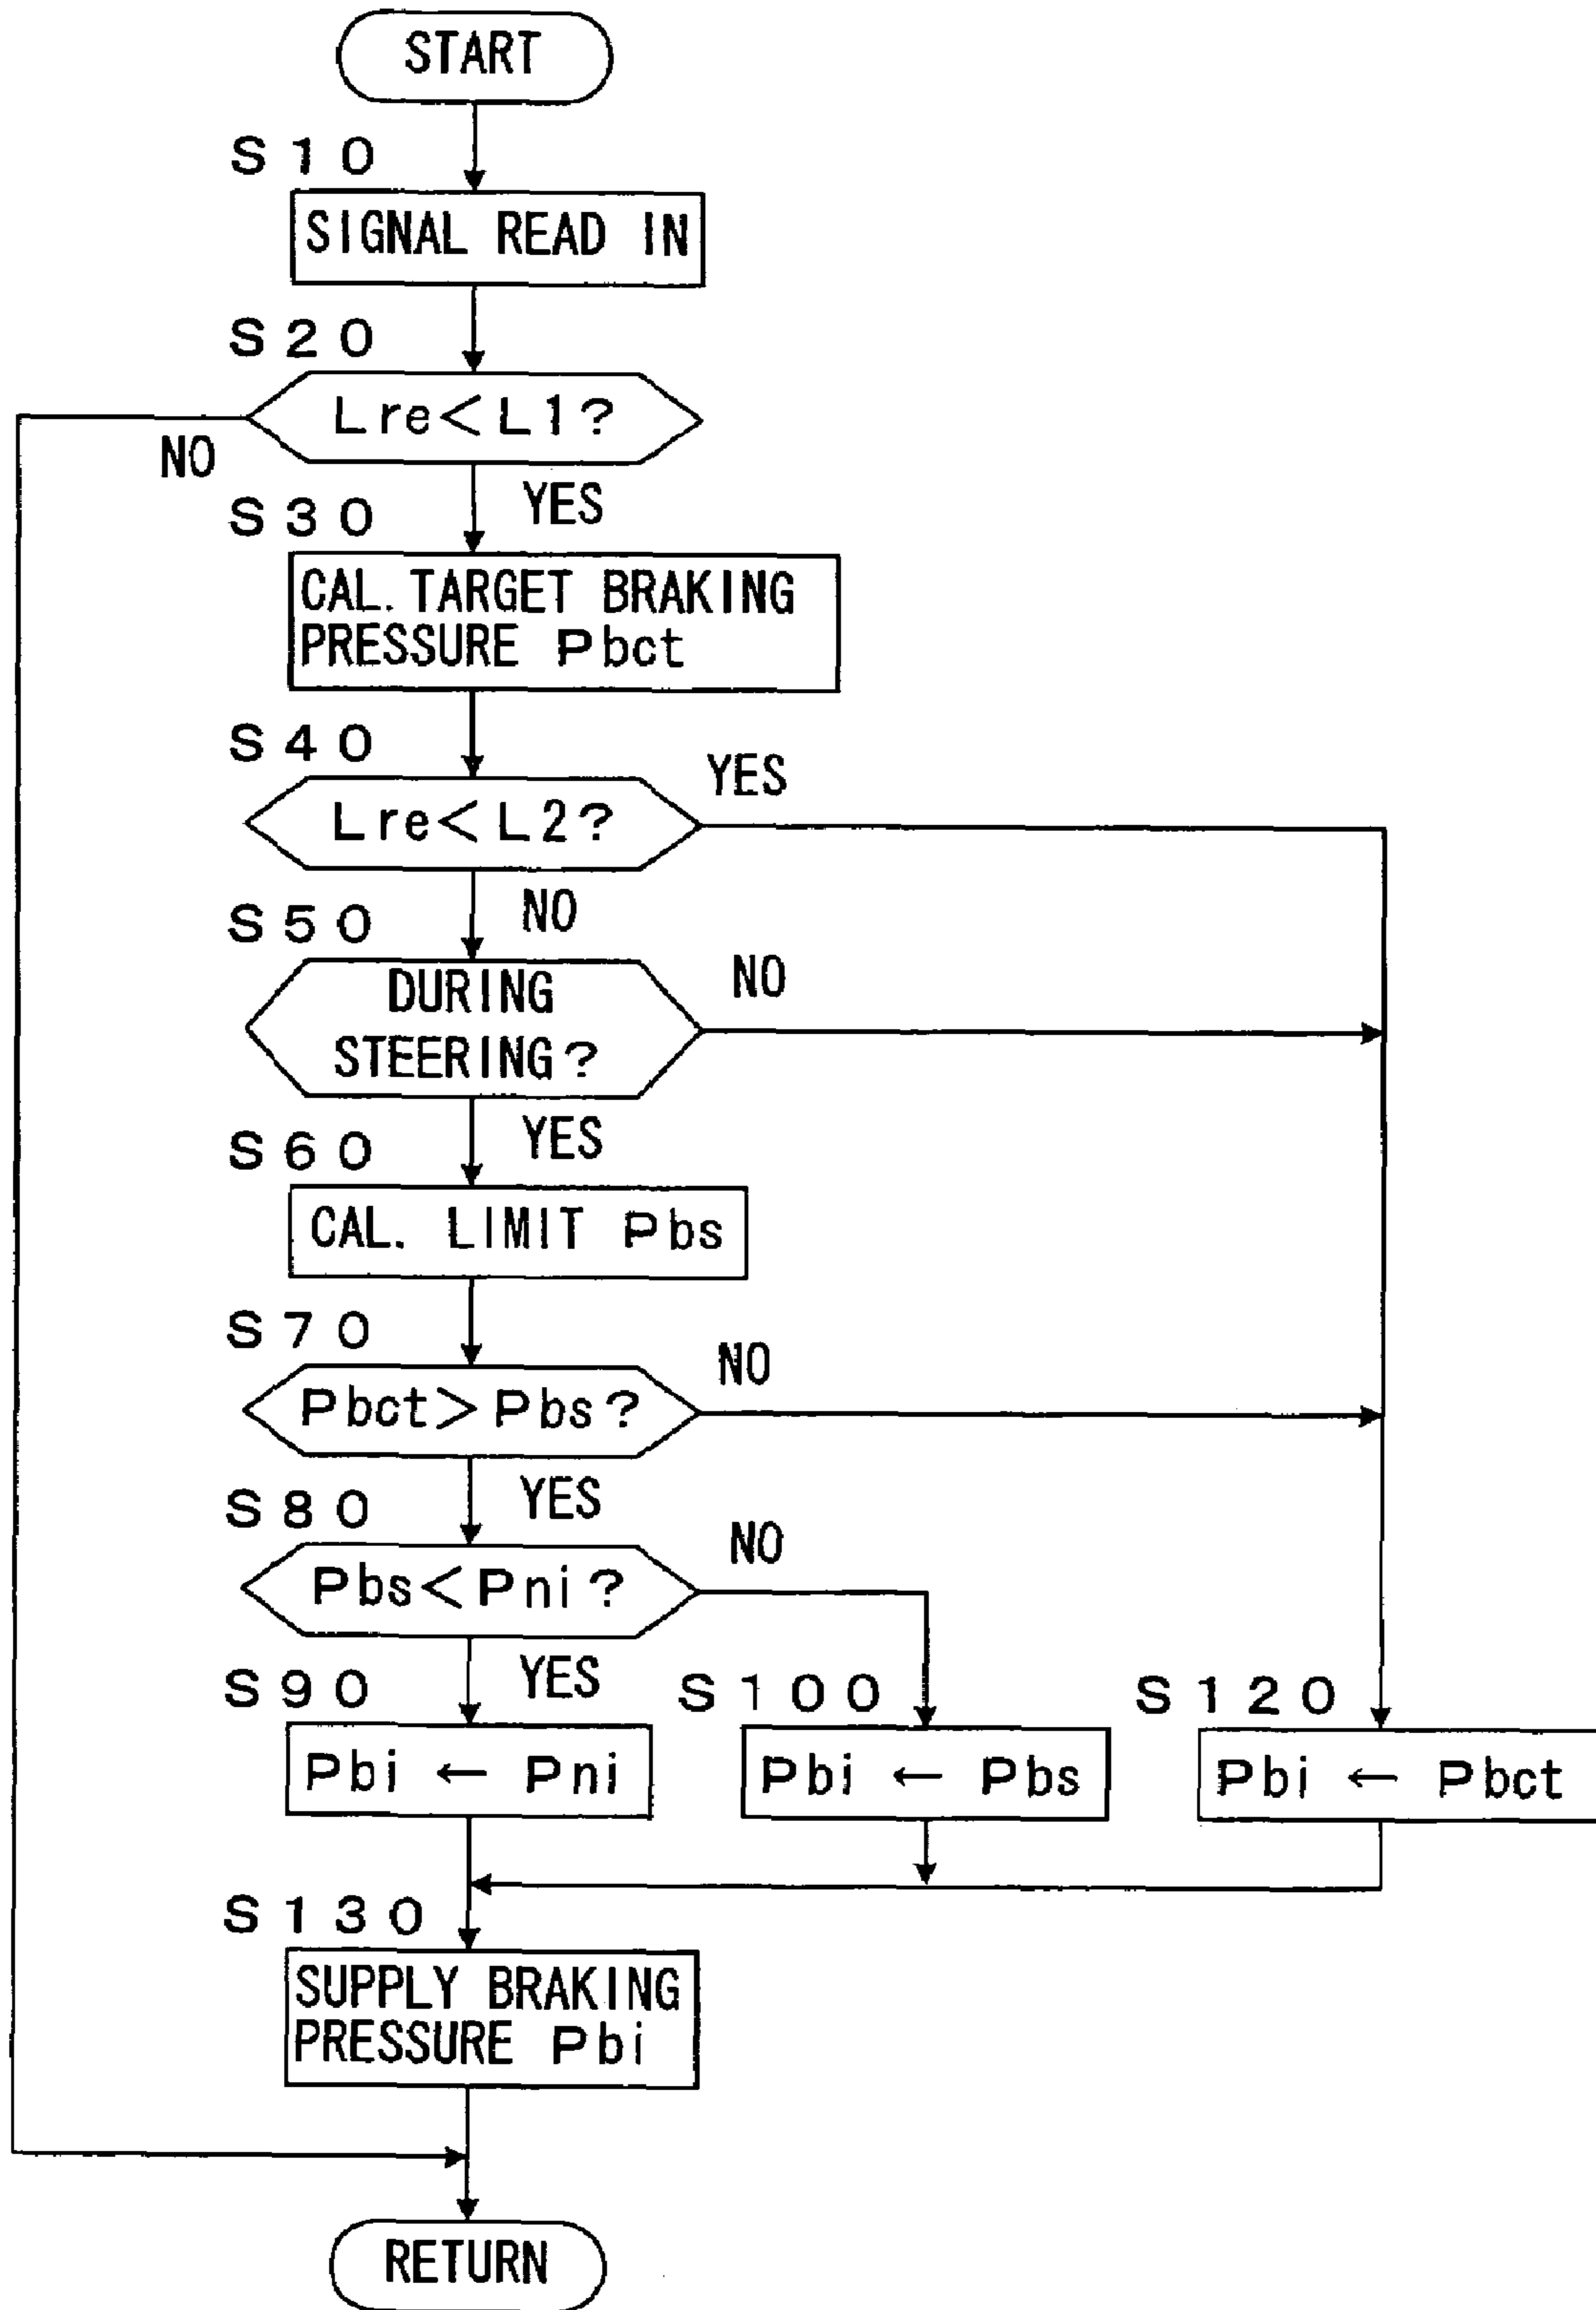 START
S10
SIGNAL READ IN
S20
Lre<L1?
NO
YES
S30
CAL. TARGET BRAKING
PRESSURE Pbct
S40
YES
Lre<L2?
NO
S50
NO
DURING
STEERING?
YES
S60
CAL. LIMIT Pbs
S70
NO
Pbct>Pbs?
YES
S80
NO
Pbs<Pni?
YES
S90
S100
S120
Pbi ← Pni
Pbi ← Pbs
Pbi ← Pbct
S130
SUPPLY BRAKING
PRESSURE Pbi
RETURN